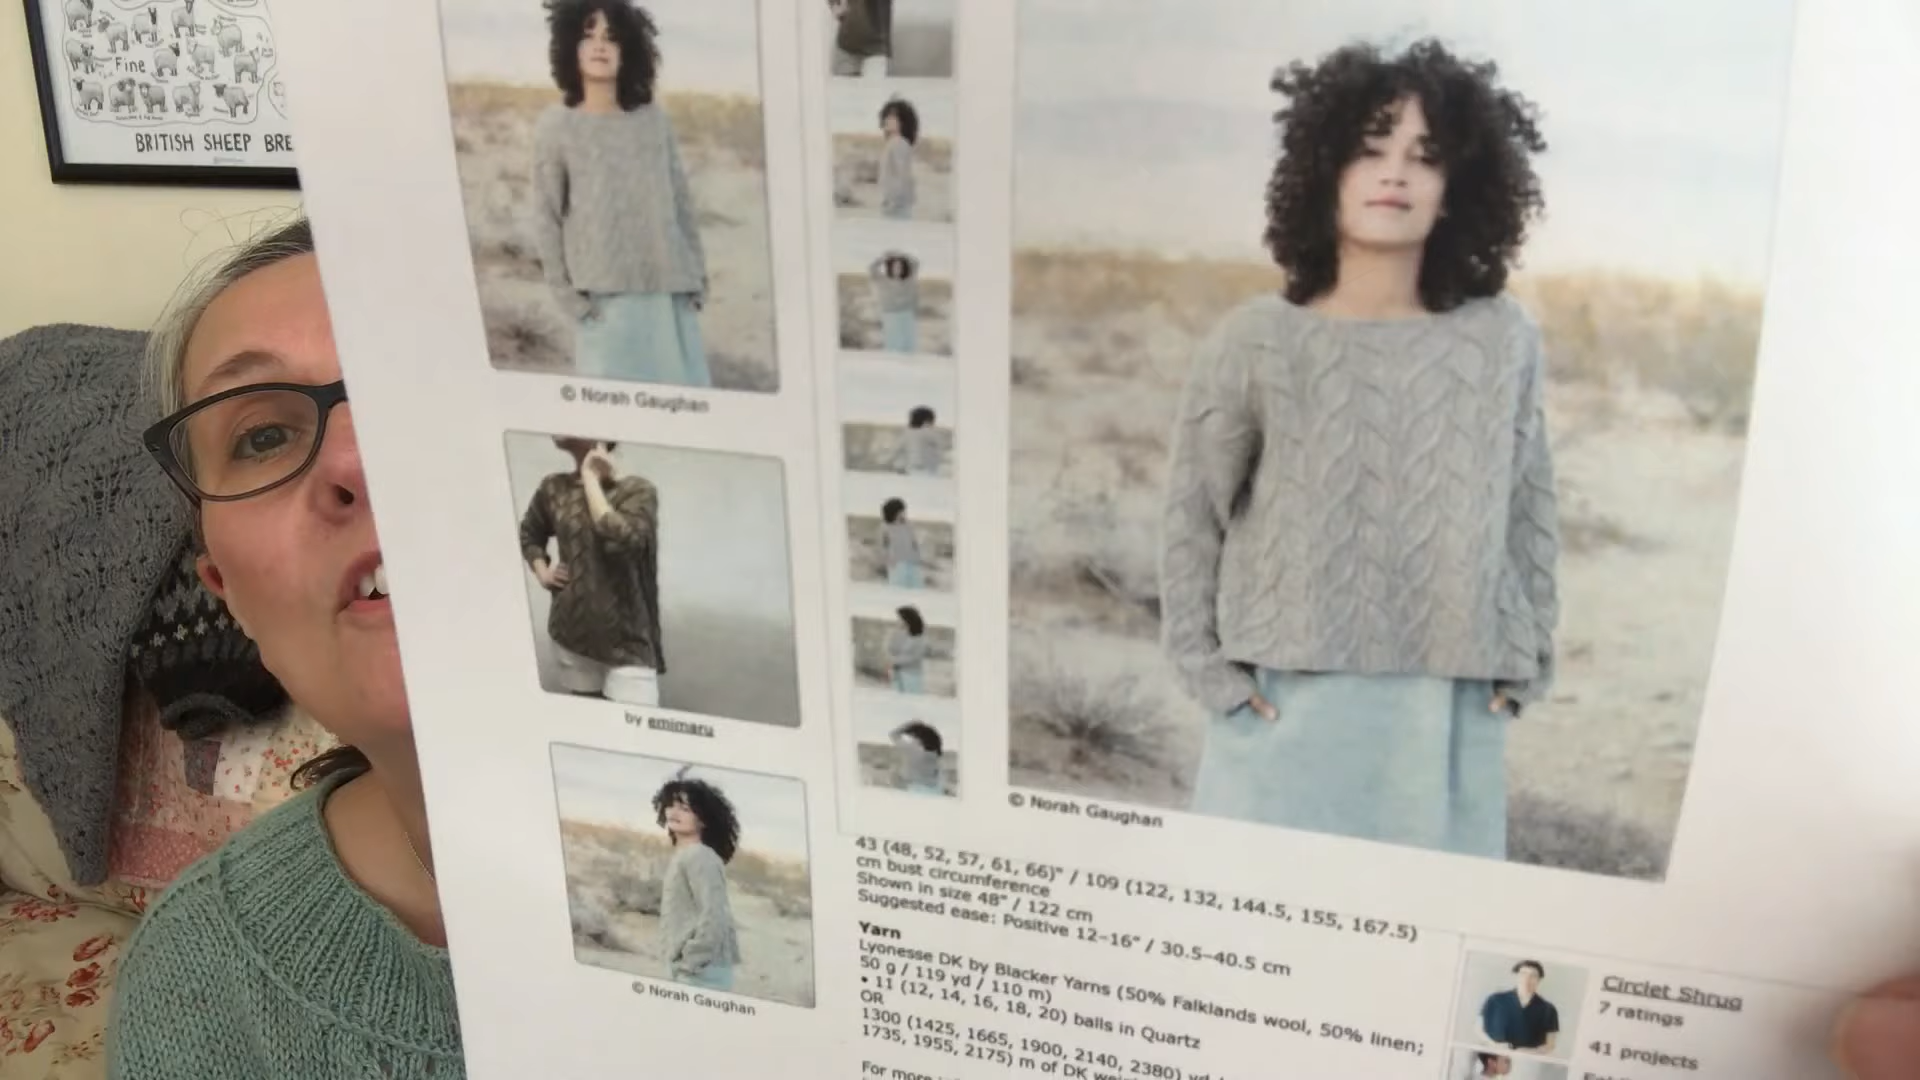 Fine
BRITISH SHEEP BRE
© Norah Gaughan
by emimaru
© Norah Gaughan
© Norah Gaughan
43 (48, 52, 57, 61, 66)" / 109 (122, 132, 144.5, 155, 167.5)
cm bust circumference
Shown in size 48" / 122 cm
Suggested ease: Positive 12–16" / 30.5–40.5 cm
Yarn
Lyonesse DK by Blacker Yarns (50% Falklands wool, 50% linen;
50 g / 119 yd / 110 m)
• 11 (12, 14, 16, 18, 20) balls in Quartz
OR
1300 (1425, 1665, 1900, 2140, 2380) yd /
1735, 1955, 2175) m of DK wei
For more
Circlet Shrug
7 ratings
41 projects